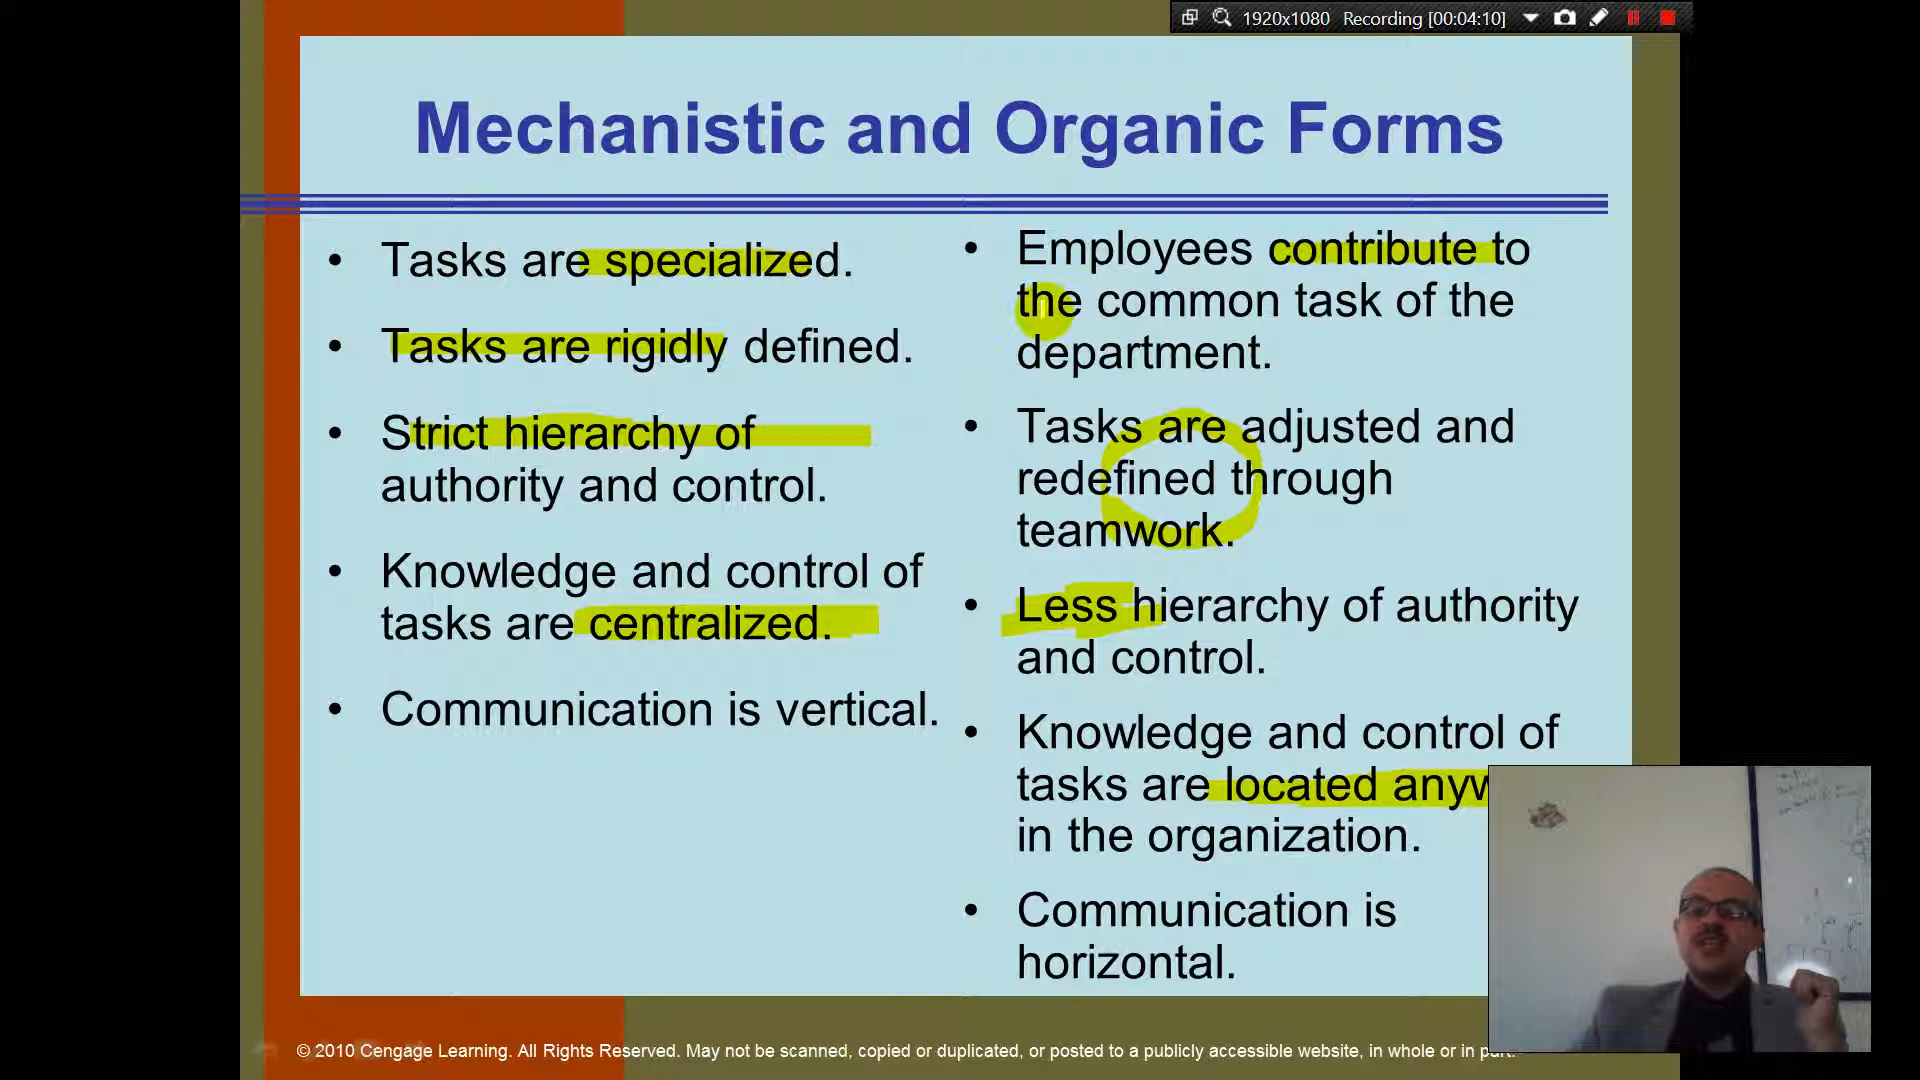 1920x1080 Recording [00:04:10]
Mechanistic and Organic Forms
• Tasks are specialized.
• Tasks are rigidly defined.
• Strict hierarchy of
authority and control.
• Knowledge and control of
tasks are centralized.
• Communication is vertical.
• Employees contribute to
the common task of the
department.
• Tasks are adjusted and
redefined through
teamwork.
• Less hierarchy of authority
and control.
• Knowledge and control of
tasks are located
in the organization.
• Communication is
horizontal.
© 2010 Cengage Learning. All Rights Reserved. May not be scanned, copied or duplicated, or posted to a publicly accessible website, in whole or in part.